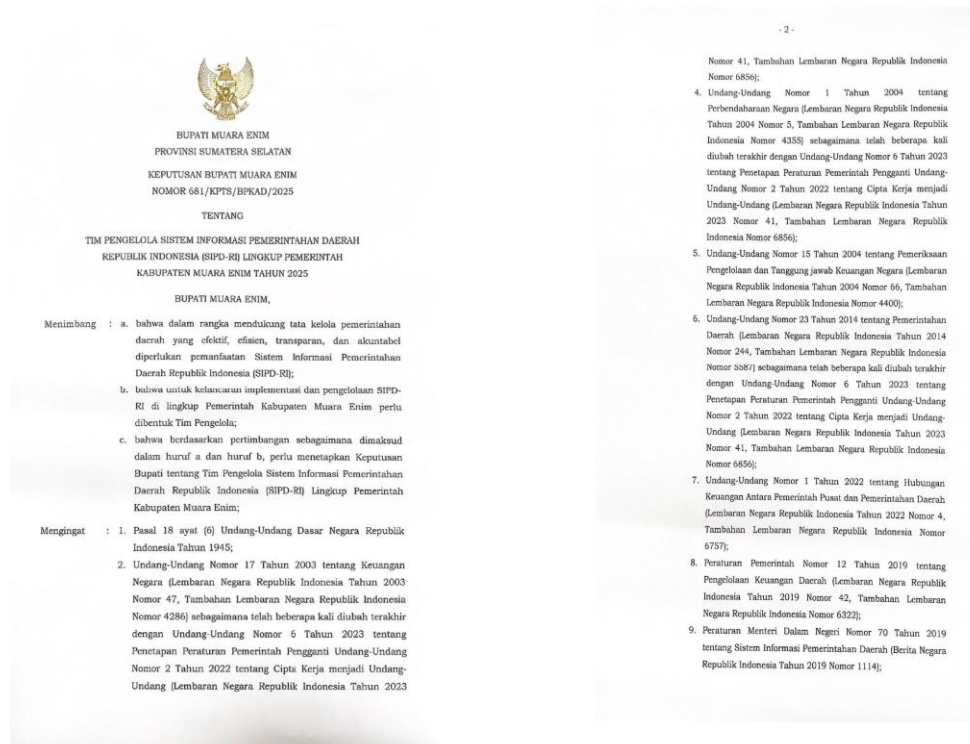 BUPATI MUARA ENIM
PROVINSI SUMATERA SELATAN
KEPUTUSAN BUPATI MUARA ENIM
NOMOR 681/KPTS/BPKAD/2025
TENTANG
TIM PENGELOLA SISTEM INFORMASI PEMERINTAHAN DAERAH
REPUBLIK INDONESIA (SIPD-RI) LINGKUP PEMERINTAH
KABUPATEN MUARA ENIM TAHUN 2025
BUPATI MUARA ENIM,
Menimbang : a. bahwa dalam rangka mendukung tata kelola pemerintahan
daerah yang efektif, efisien, transparan, dan akuntabel
diperlukan pemanfaatan Sistem Informasi Pemerintahan
Daerah Republik Indonesia (SIPD-RI);
b. bahwa untuk kelancaran implementasi dan pengelolaan SIPD-
RI di lingkup Pemerintah Kabupaten Muara Enim perlu
dibentuk Tim Pengelola;
c. bahwa berdasarkan pertimbangan sebagaimana dimaksud
dalam huruf a dan huruf b, perlu menetapkan Keputusan
Bupati tentang Tim Pengelola Sistem Informasi Pemerintahan
Daerah Republik Indonesia (SIPD-RI) Lingkup Pemerintah
Kabupaten Muara Enim;
Mengingat : 1. Pasal 18 ayat (6) Undang-Undang Dasar Negara Republik
Indonesia Tahun 1945;
2. Undang-Undang Nomor 17 Tahun 2003 tentang Keuangan
Negara (Lembaran Negara Republik Indonesia Tahun 2003
Nomor 47, Tambahan Lembaran Negara Republik Indonesia
Nomor 4286) sebagaimana telah beberapa kali diubah terakhir
dengan Undang-Undang Nomor 6 Tahun 2023 tentang
Penetapan Peraturan Pemerintah Pengganti Undang-Undang
Nomor 2 Tahun 2022 tentang Cipta Kerja menjadi Undang-
Undang (Lembaran Negara Republik Indonesia Tahun 2023
- 2 -
Nomor 41, Tambahan Lembaran Negara Republik Indonesia
Nomor 6856);
4. Undang-Undang Nomor 1 Tahun 2004 tentang
Perbendaharaan Negara (Lembaran Negara Republik Indonesia
Tahun 2004 Nomor 5, Tambahan Lembaran Negara Republik
Indonesia Nomor 4355) sebagaimana telah beberapa kali
diubah terakhir dengan Undang-Undang Nomor 6 Tahun 2023
tentang Penetapan Peraturan Pemerintah Pengganti Undang-
Undang Nomor 2 Tahun 2022 tentang Cipta Kerja menjadi
Undang-Undang (Lembaran Negara Republik Indonesia Tahun
2023 Nomor 41, Tambahan Lembaran Negara Republik
Indonesia Nomor 6856);
5. Undang-Undang Nomor 15 Tahun 2004 tentang Pemeriksaan
Pengelolaan dan Tanggung jawab Keuangan Negara (Lembaran
Negara Republik Indonesia Tahun 2004 Nomor 66, Tambahan
Lembaran Negara Republik Indonesia Nomor 4400);
6. Undang-Undang Nomor 23 Tahun 2014 tentang Pemerintahan
Daerah (Lembaran Negara Republik Indonesia Tahun 2014
Nomor 244, Tambahan Lembaran Negara Republik Indonesia
Nomor 5587) sebagaimana telah beberapa kali diubah terakhir
dengan Undang-Undang Nomor 6 Tahun 2023 tentang
Penetapan Peraturan Pemerintah Pengganti Undang-Undang
Nomor 2 Tahun 2022 tentang Cipta Kerja menjadi Undang-
Undang (Lembaran Negara Republik Indonesia Tahun 2023
Nomor 41, Tambahan Lembaran Negara Republik Indonesia
Nomor 6856);
7. Undang-Undang Nomor 1 Tahun 2022 tentang Hubungan
Keuangan Antara Pemerintah Pusat dan Pemerintahan Daerah
(Lembaran Negara Republik Indonesia Tahun 2022 Nomor 4,
Tambahan Lembaran Negara Republik Indonesia Nomor
6757);
8. Peraturan Pemerintah Nomor 12 Tahun 2019 tentang
Pengelolaan Keuangan Daerah (Lembaran Negara Republik
Indonesia Tahun 2019 Nomor 42, Tambahan Lembaran
Negara Republik Indonesia Nomor 6322);
9. Peraturan Menteri Dalam Negeri Nomor 70 Tahun 2019
tentang Sistem Informasi Pemerintahan Daerah (Berita Negara
Republik Indonesia Tahun 2019 Nomor 1114);